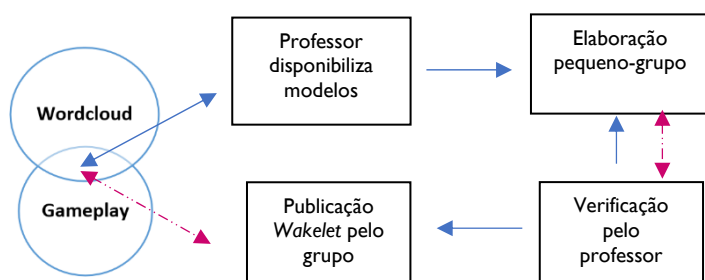 Wordcloud
Gameplay
Professor
disponibiliza
modelos
Elaboração
pequeno-grupo
Publicação
Wakelet pelo
grupo
Verificação
pelo
professor